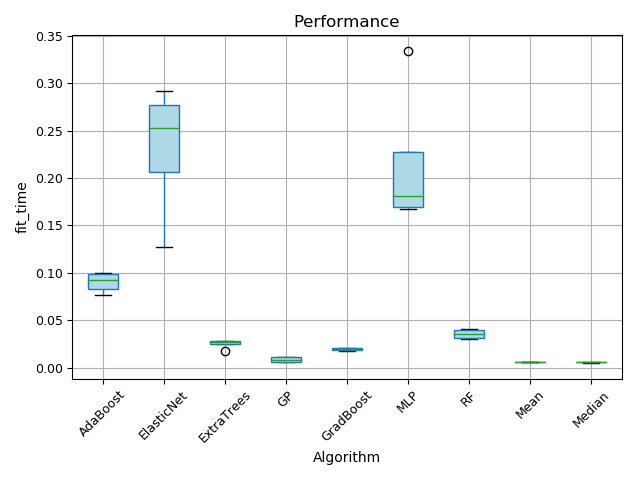 Performance
0.35
0.30
0.25
0.20
0.15
0.10
0.05
0.00
fit_time
AdaBoost
ElasticNet
ExtraTrees
GP
GradBoost
MLP
RF
Mean
Median
Algorithm